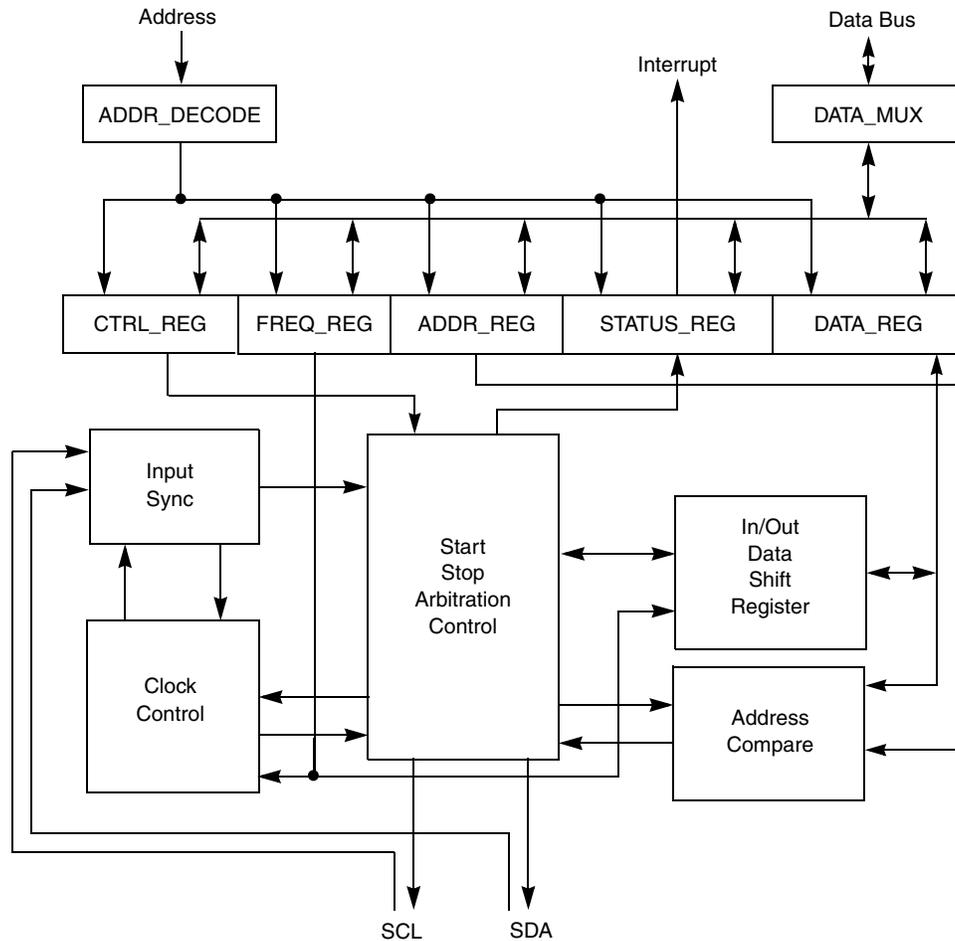 Address
Data Bus
Interrupt
ADDR_DECODE
DATA_MUX
CTRL_REG
FREQ_REG
ADDR_REG
STATUS_REG
DATA_REG
Input
Sync
Start
Stop
Arbitration
Control
In/Out
Data
Shift
Register
Clock
Control
Address
Compare
SCL
SDA